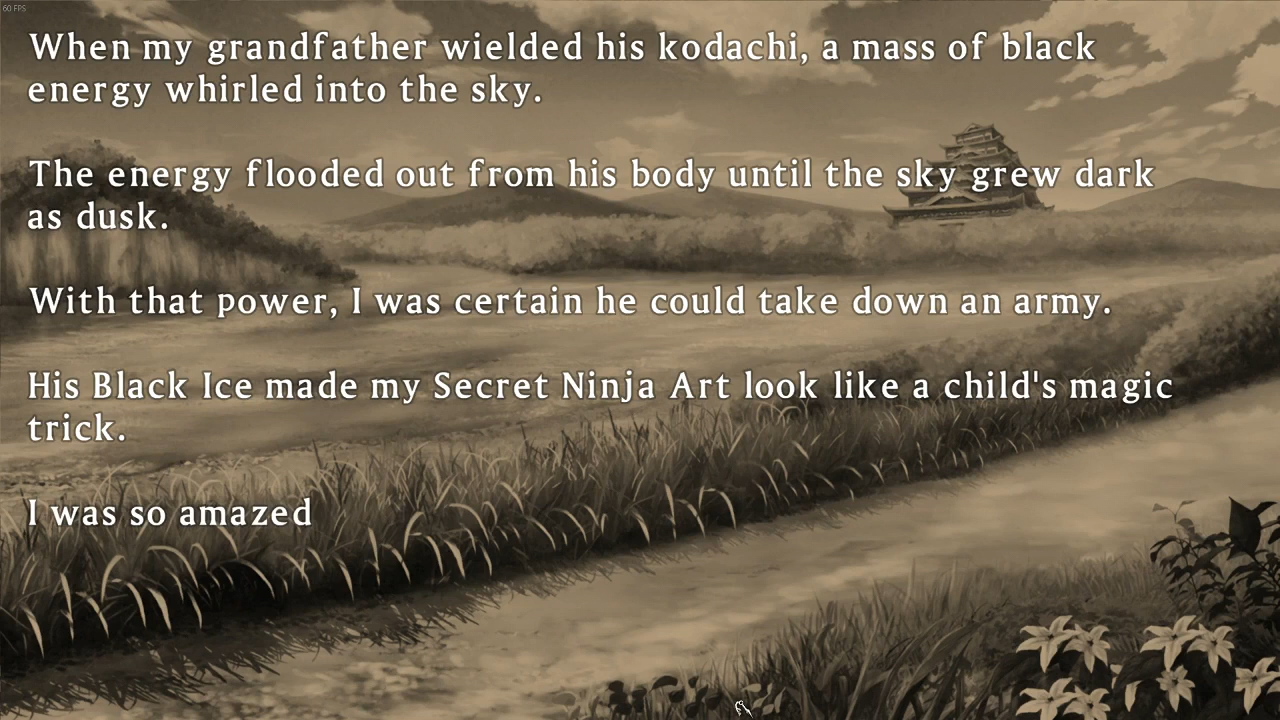 60 FPS
When my grandfather wielded his kodachi, a mass of black
energy whirled into the sky.
The energy flooded out from his body until the sky grew dark
as dusk.
With that power, I was certain he could take down an army.
His Black Ice made my Secret Ninja Art look like a child's magic
trick.
I was so amazed